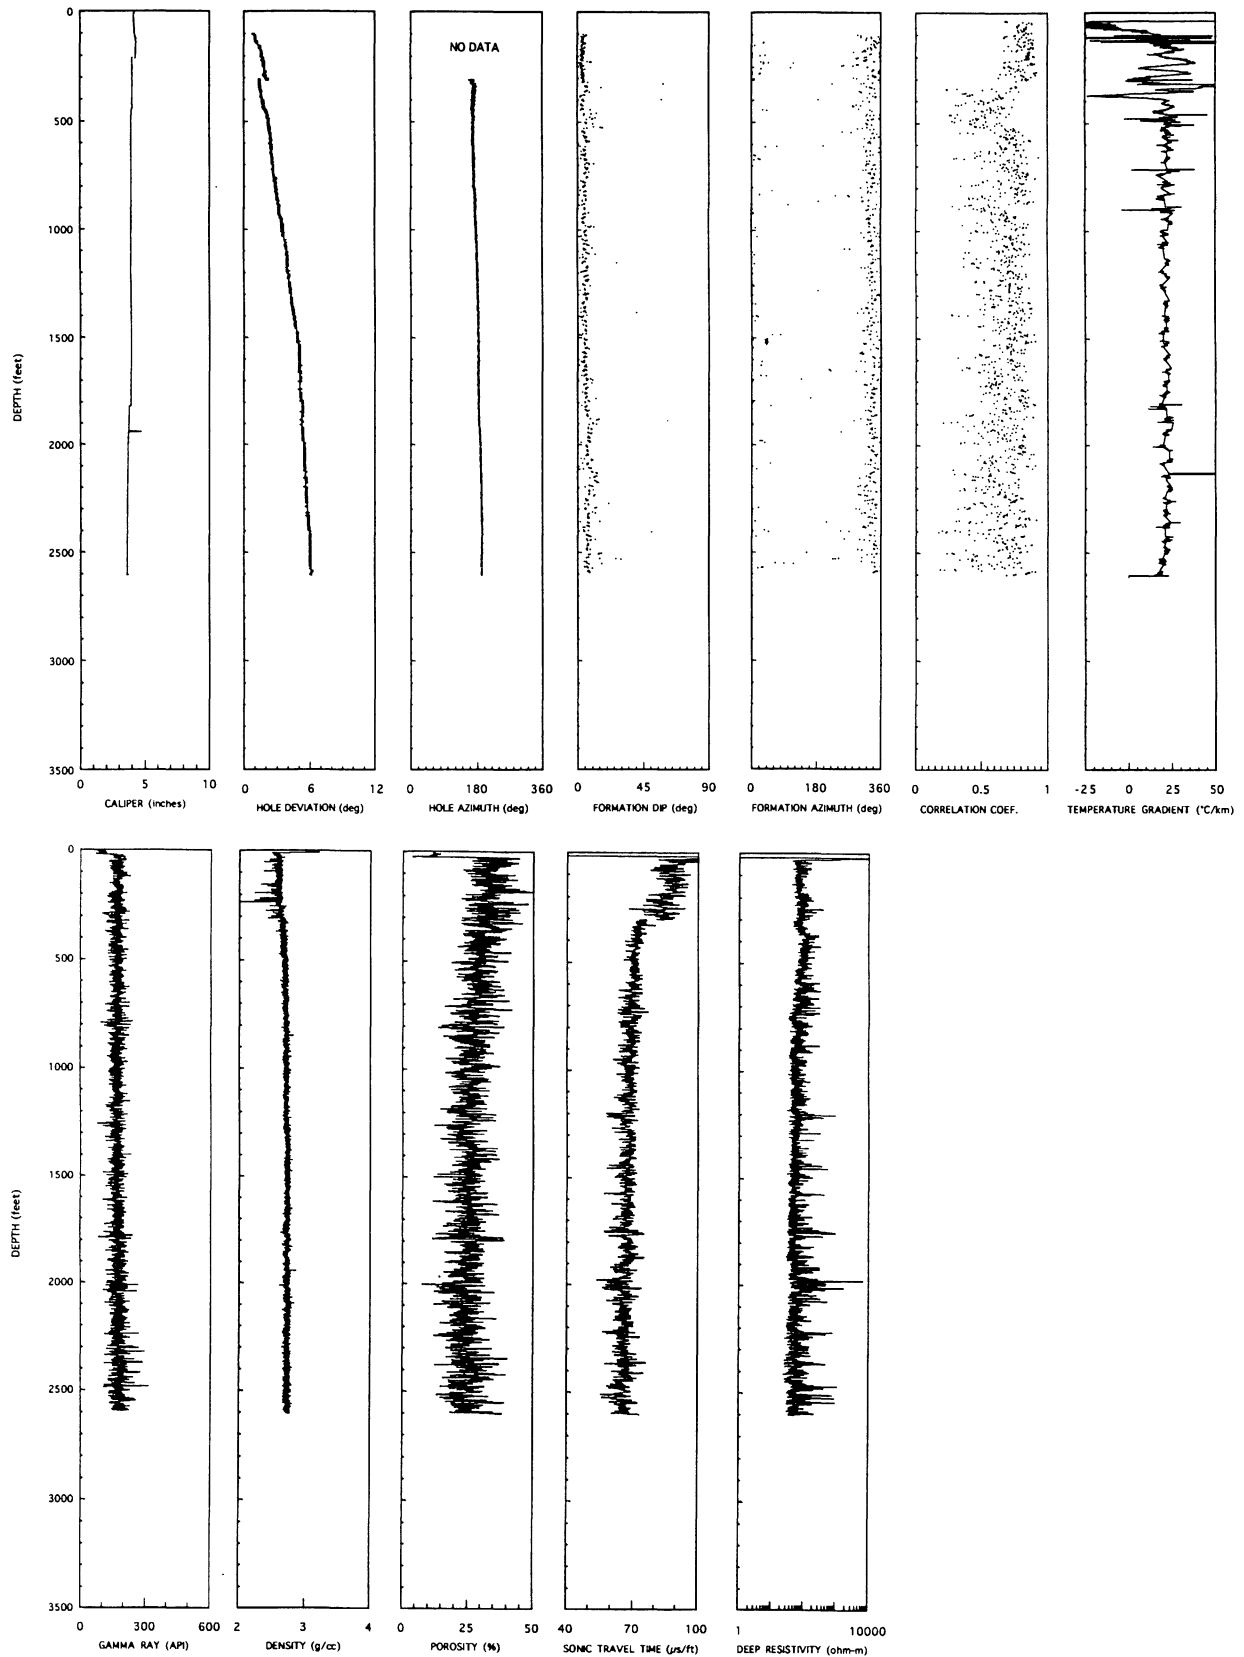 0
500
1000
1500
2000
2500
3000
3500
DEPTH (feet)
0 5 10
CALIPER (inches)
0 6 12
HOLE DEVIATION (deg)
NO DATA
0 180 360
HOLE AZIMUTH (deg)
0 45 90
FORMATION DIP (deg)
0 180 360
FORMATION AZIMUTH (deg)
0 0.5 1
CORRELATION COEF.
-25 0 25 50
TEMPERATURE GRADIENT (°C/km)
0
500
1000
1500
2000
2500
3000
3500
DEPTH (feet)
0 300 600
GAMMA RAY (API)
2 3 4
DENSITY (g/cc)
0 25 50
POROSITY (%)
40 70 100
SONIC TRAVEL TIME (µs/ft)
1 10000
DEEP RESISTIVITY (ohm-m)